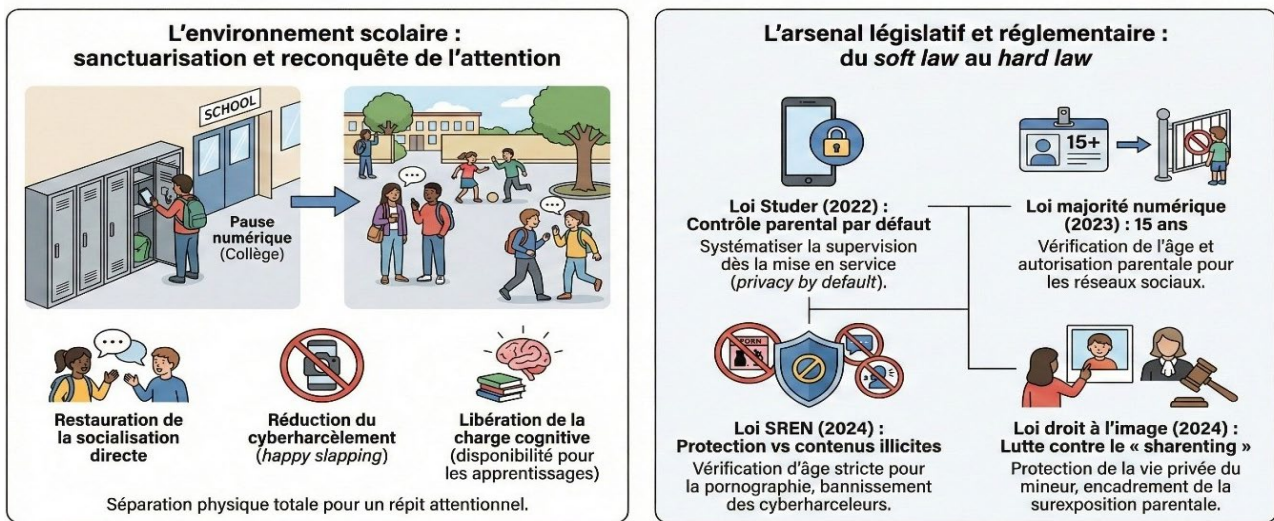 L'environnement scolaire :
sanctuarisation et reconquête de l'attention
SCHOOL
Pause
numérique
(Collège)
Restauration de
la socialisation
directe
Réduction du
cyberharcèlement
(happy slapping)
Libération de la
charge cognitive
(disponibilité pour
les apprentissages)
Séparation physique totale pour un répit attentionnel.
L'arsenal législatif et réglementaire :
du soft law au hard law
15+
Loi Studer (2022) :
Contrôle parental par défaut
Systématiser la supervision
dès la mise en service
(privacy by default).
Loi majorité numérique
(2023) : 15 ans
Vérification de l'âge et
autorisation parentale pour
les réseaux sociaux.
PORN
Loi SREN (2024) :
Protection vs contenus illicites
Vérification d'âge stricte pour
la pornographie, bannissement
des cyberharceleurs.
Loi droit à l'image (2024) :
Lutte contre le « sharenting »
Protection de la vie privée du
mineur, encadrement de la
surexposition parentale.